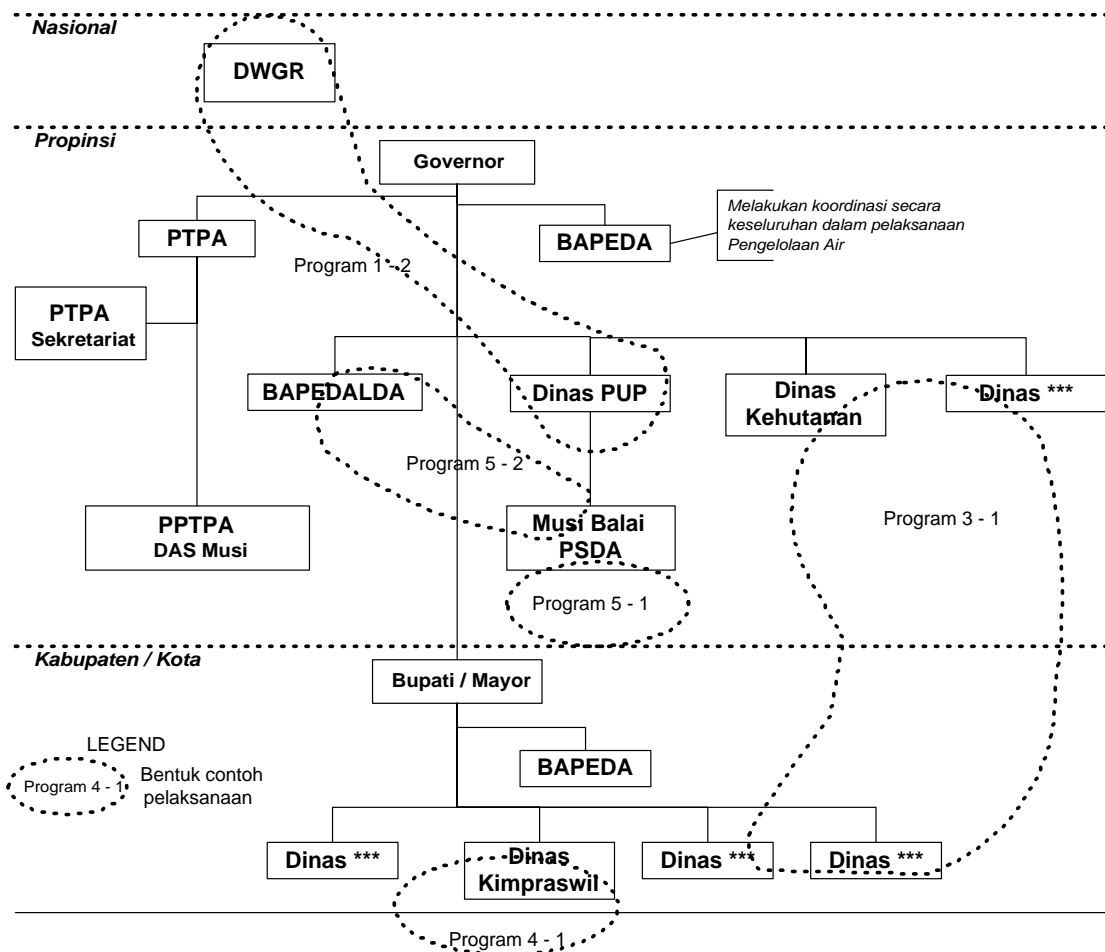 Nasional
DWGR
Propinsi
Governor
PTPA
BAPEDA
Melakukan koordinasi secara
keseluruhan dalam pelaksanaan
Pengelolaan Air
Program 1 - 2
PTPA
Sekretariat
BAPEDALDA
Dinas PUP
Dinas
Kehutanan
Dinas ***
Program 5 - 2
PPTPA
DAS Musi
Musi Balai
PSDA
Program 3 - 1
Program 5 - 1
Kabupaten / Kota
Bupati / Mayor
LEGEND
Program 4 - 1
Bentuk contoh
pelaksanaan
BAPEDA
Dinas ***
Dinas
Kimpraswil
Dinas ***
Dinas ***
Program 4 - 1